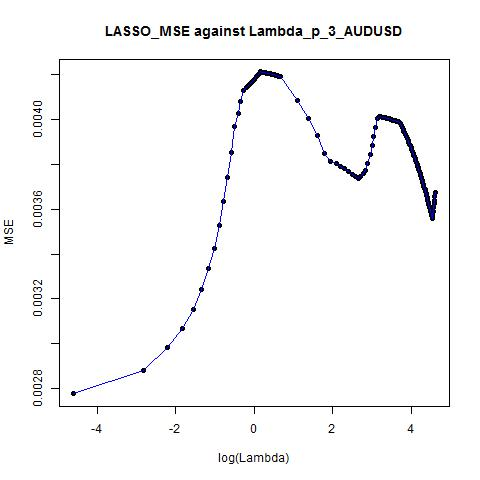 LASSO_MSE against Lambda_p_3_AUDUSD
MSE
0.0040
0.0036
0.0032
0.0028
-4 -2 0 2 4
log(Lambda)